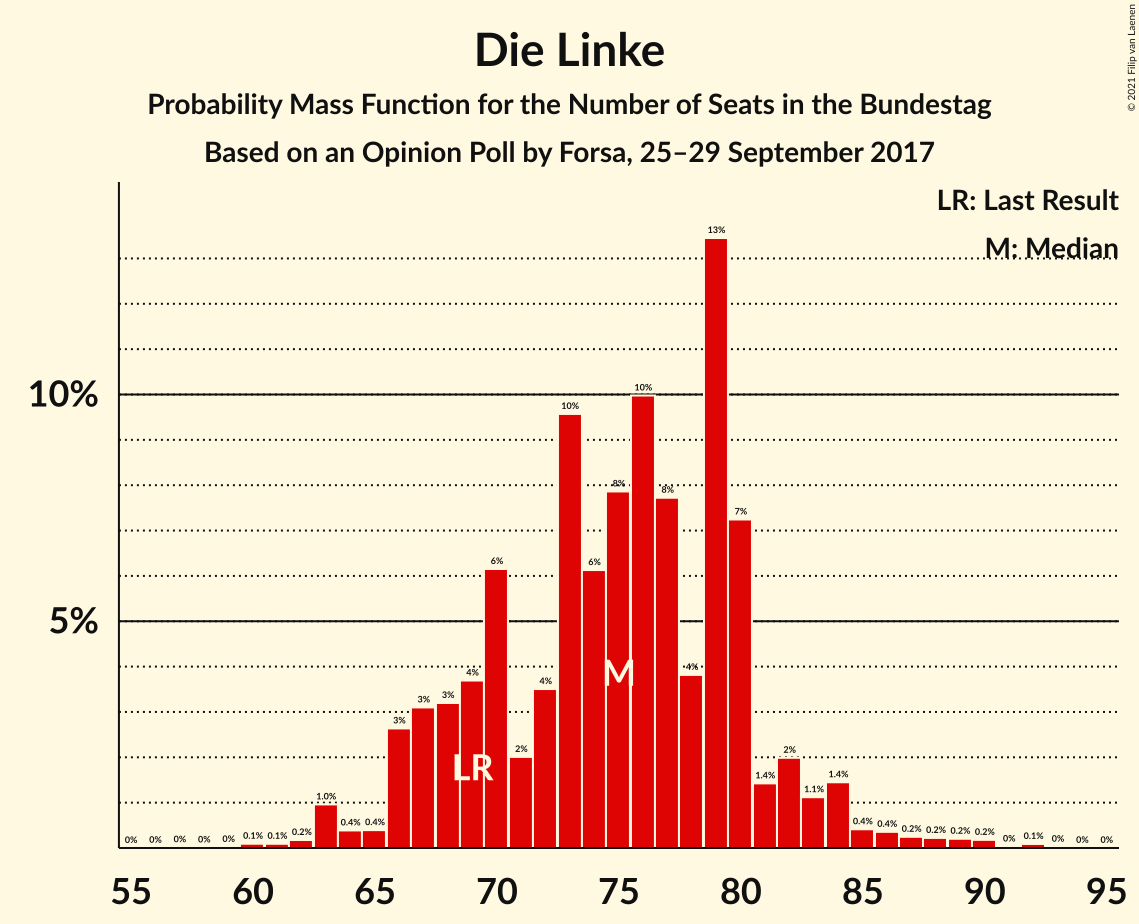 Die Linke
Probability Mass Function for the Number of Seats in the Bundestag
Based on an Opinion Poll by Forsa, 25–29 September 2017
© 2021 Filip van Laenen
LR: Last Result
M: Median
10%
5%
0% 0% 0% 0% 0% 0.1% 0.1% 0.2% 1.0% 0.4% 0.4% 3% 3% 3% 4% 6% 2% 4% 10% 6% 8% 10% 8% 4% 13% 7% 1.4% 2% 1.1% 1.4% 0.4% 0.4% 0.2% 0.2% 0.2% 0.2% 0% 0.1% 0% 0% 0%
M
LR
55 60 65 70 75 80 85 90 95